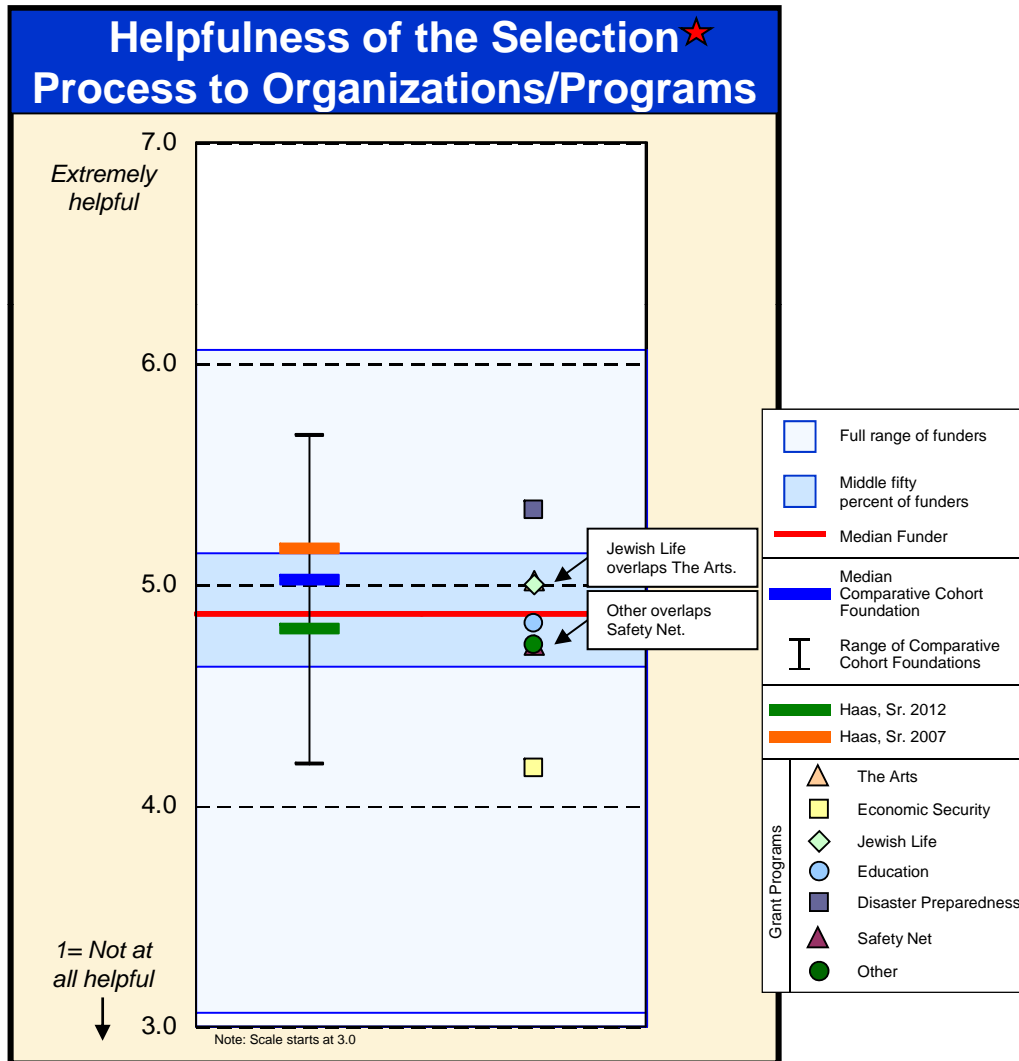 Helpfulness of the Selection
Process to Organizations/Programs
7.0
Extremely
helpful
6.0
5.0
4.0
1= Not at
all helpful
3.0
Note: Scale starts at 3.0
Jewish Life
overlaps The Arts.
Other overlaps
Safety Net.
Full range of funders
Middle fifty
percent of funders
Median Funder
Median
Comparative Cohort
Foundation
Range of Comparative
Cohort Foundations
Haas, Sr. 2012
Haas, Sr. 2007
Grant Programs
The Arts
Economic Security
Jewish Life
Education
Disaster Preparedness
Safety Net
Other